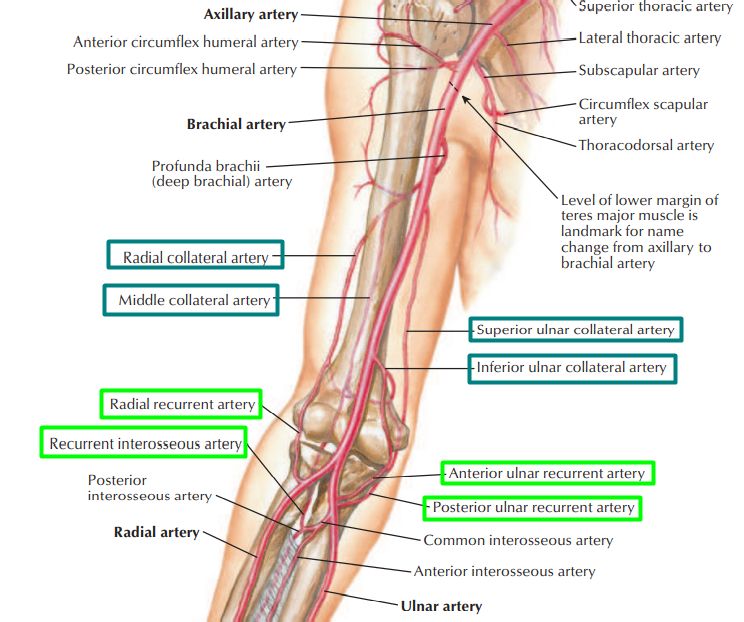 Superior thoracic artery
Axillary artery
Lateral thoracic artery
Anterior circumflex humeral artery
Posterior circumflex humeral artery
Subscapular artery
Circumflex scapular
artery
Brachial artery
Thoracodorsal artery
Profunda brachii
(deep brachial) artery
Level of lower margin of
teres major muscle is
landmark for name
change from axillary to
brachial artery
Radial collateral artery
Middle collateral artery
Superior ulnar collateral artery
Inferior ulnar collateral artery
Radial recurrent artery
Recurrent interosseous artery
Anterior ulnar recurrent artery
Posterior
interosseous artery
Posterior ulnar recurrent artery
Radial artery
Common interosseous artery
Anterior interosseous artery
Ulnar artery